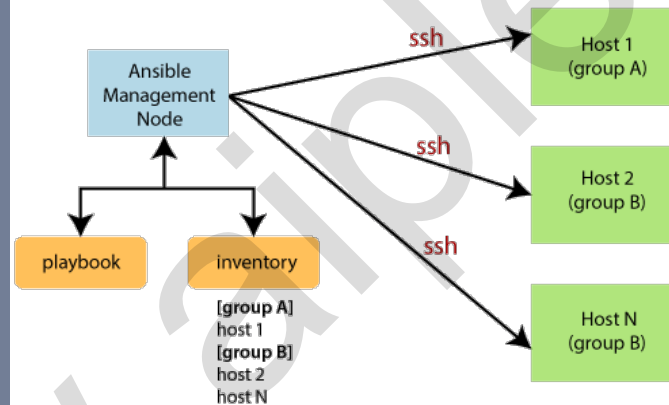 Ansible
Management
Node
ssh
ssh
ssh
Host 1
(group A)
Host 2
(group B)
Host N
(group B)
playbook
inventory
[group A]
host 1
[group B]
host 2
host N